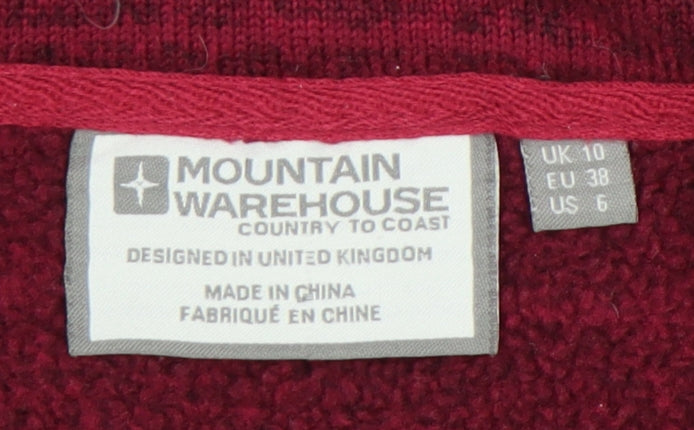 MOUNTAIN
WAREHOUSE
COUNTRY TO COAST
DESIGNED IN UNITED KINGDOM
MADE IN CHINA
FABRIQUÉ EN CHINE
UK 10
EU 38
US 6